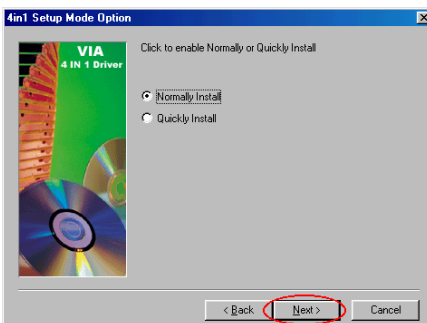 4in1 Setup Mode Option
VIA
4 IN 1 Driver
Click to enable Normally or Quickly Install
Normally Install
Quickly Install
< Back
Next >
Cancel